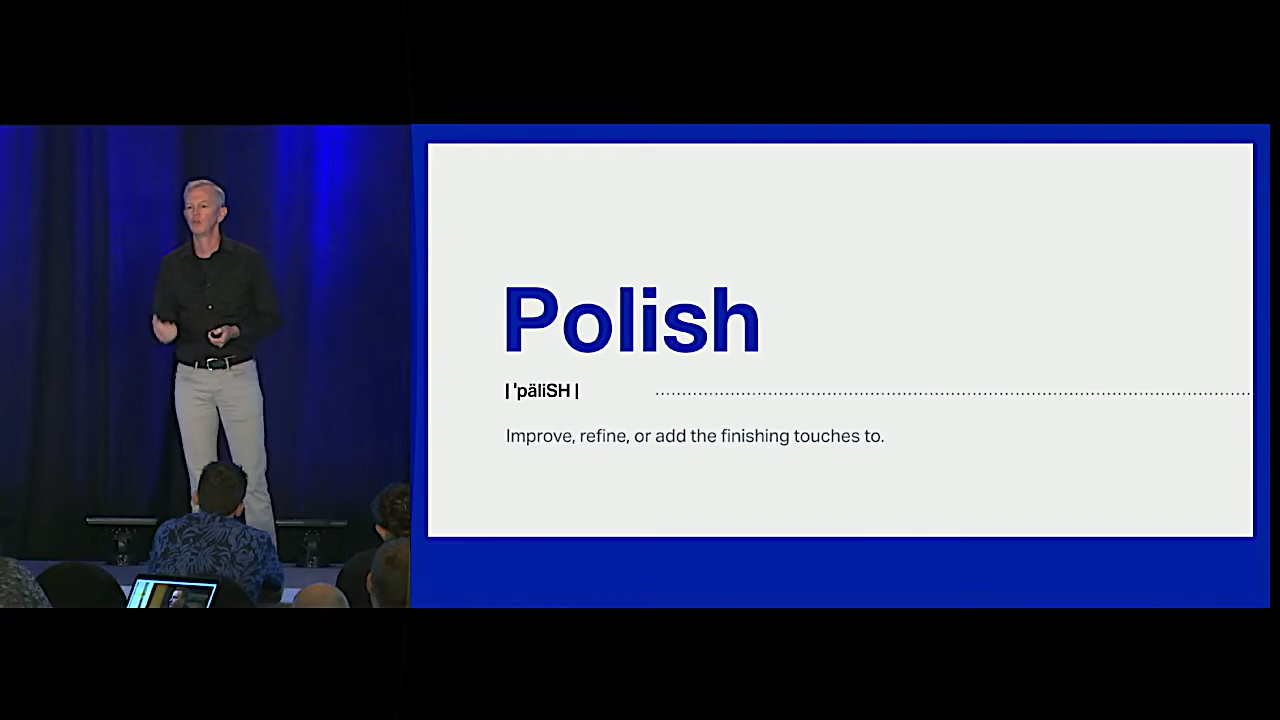 Polish
| ˈpäliSH |
Improve, refine, or add the finishing touches to.